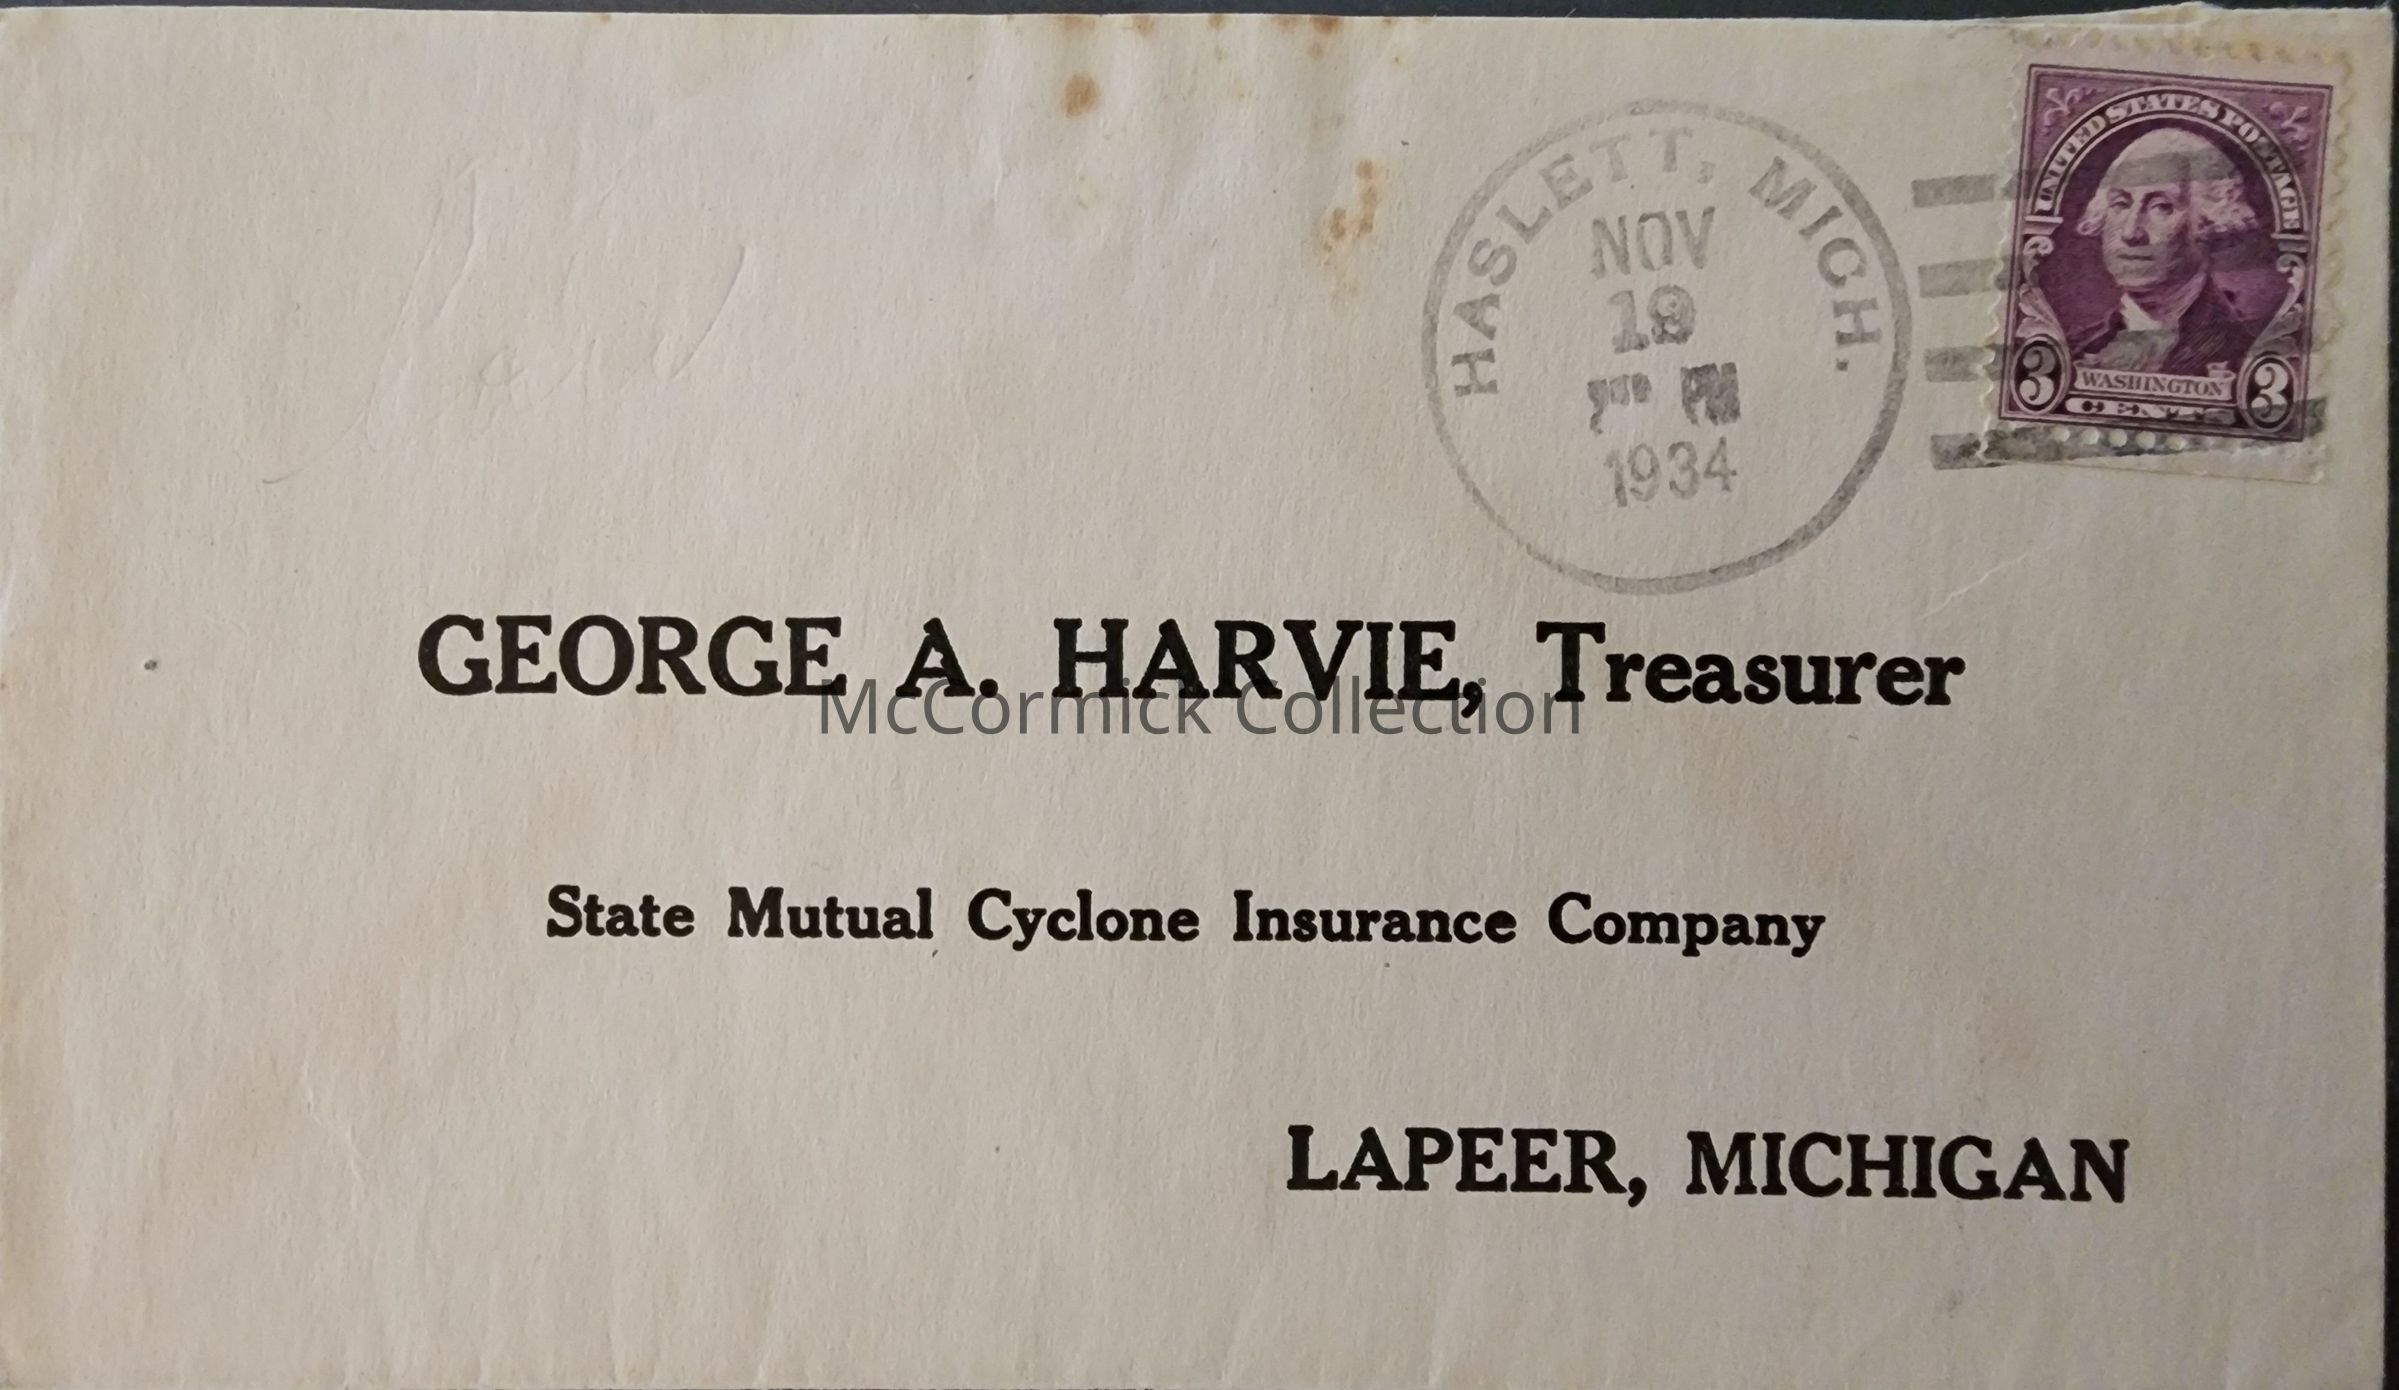 HASLETT, MICH.
NOV
19
PM
1934
UNITED STATES POSTAGE
3 WASHINGTON 3
CENTS
GEORGE A. HARVIE, Treasurer
McCormick Collection
State Mutual Cyclone Insurance Company
LAPEER, MICHIGAN